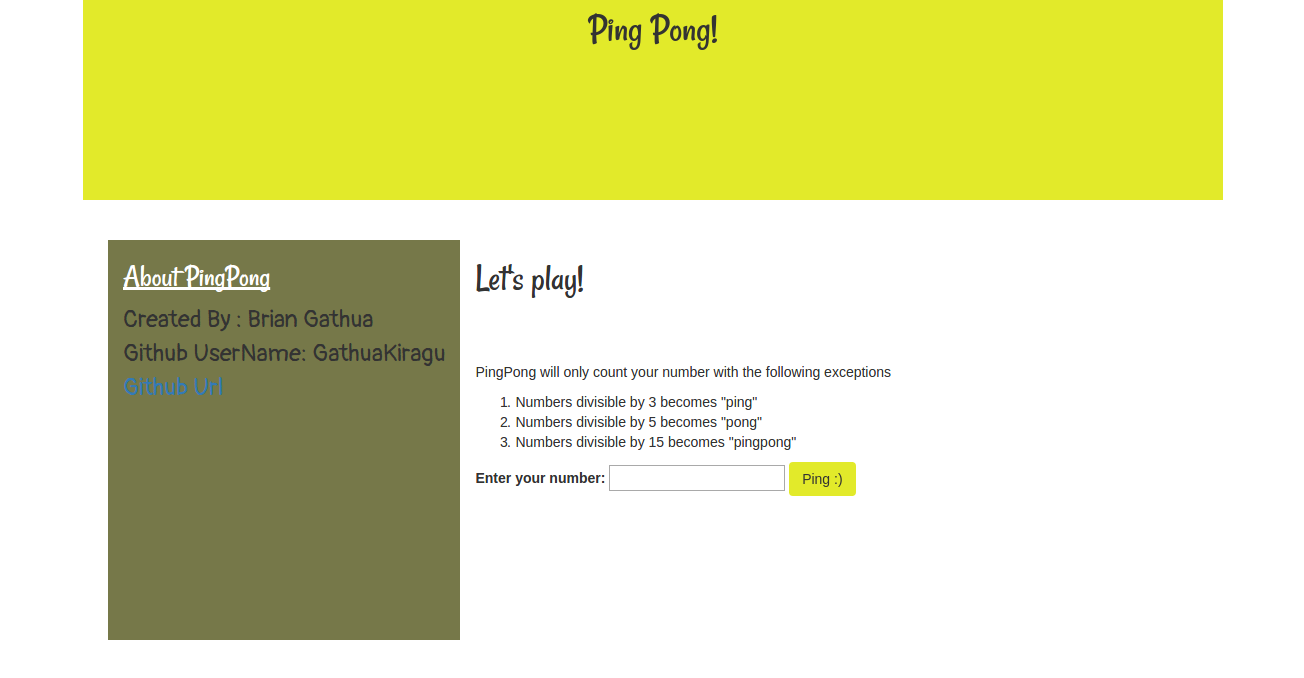 Ping Pong!
About PingPong
Created By : Brian Gathua
Github UserName: GathuaKiragu
Github Url
Let's play!
PingPong will only count your number with the following exceptions
1. Numbers divisible by 3 becomes "ping"
2. Numbers divisible by 5 becomes "pong"
3. Numbers divisible by 15 becomes "pingpong"
Enter your number: Ping :)